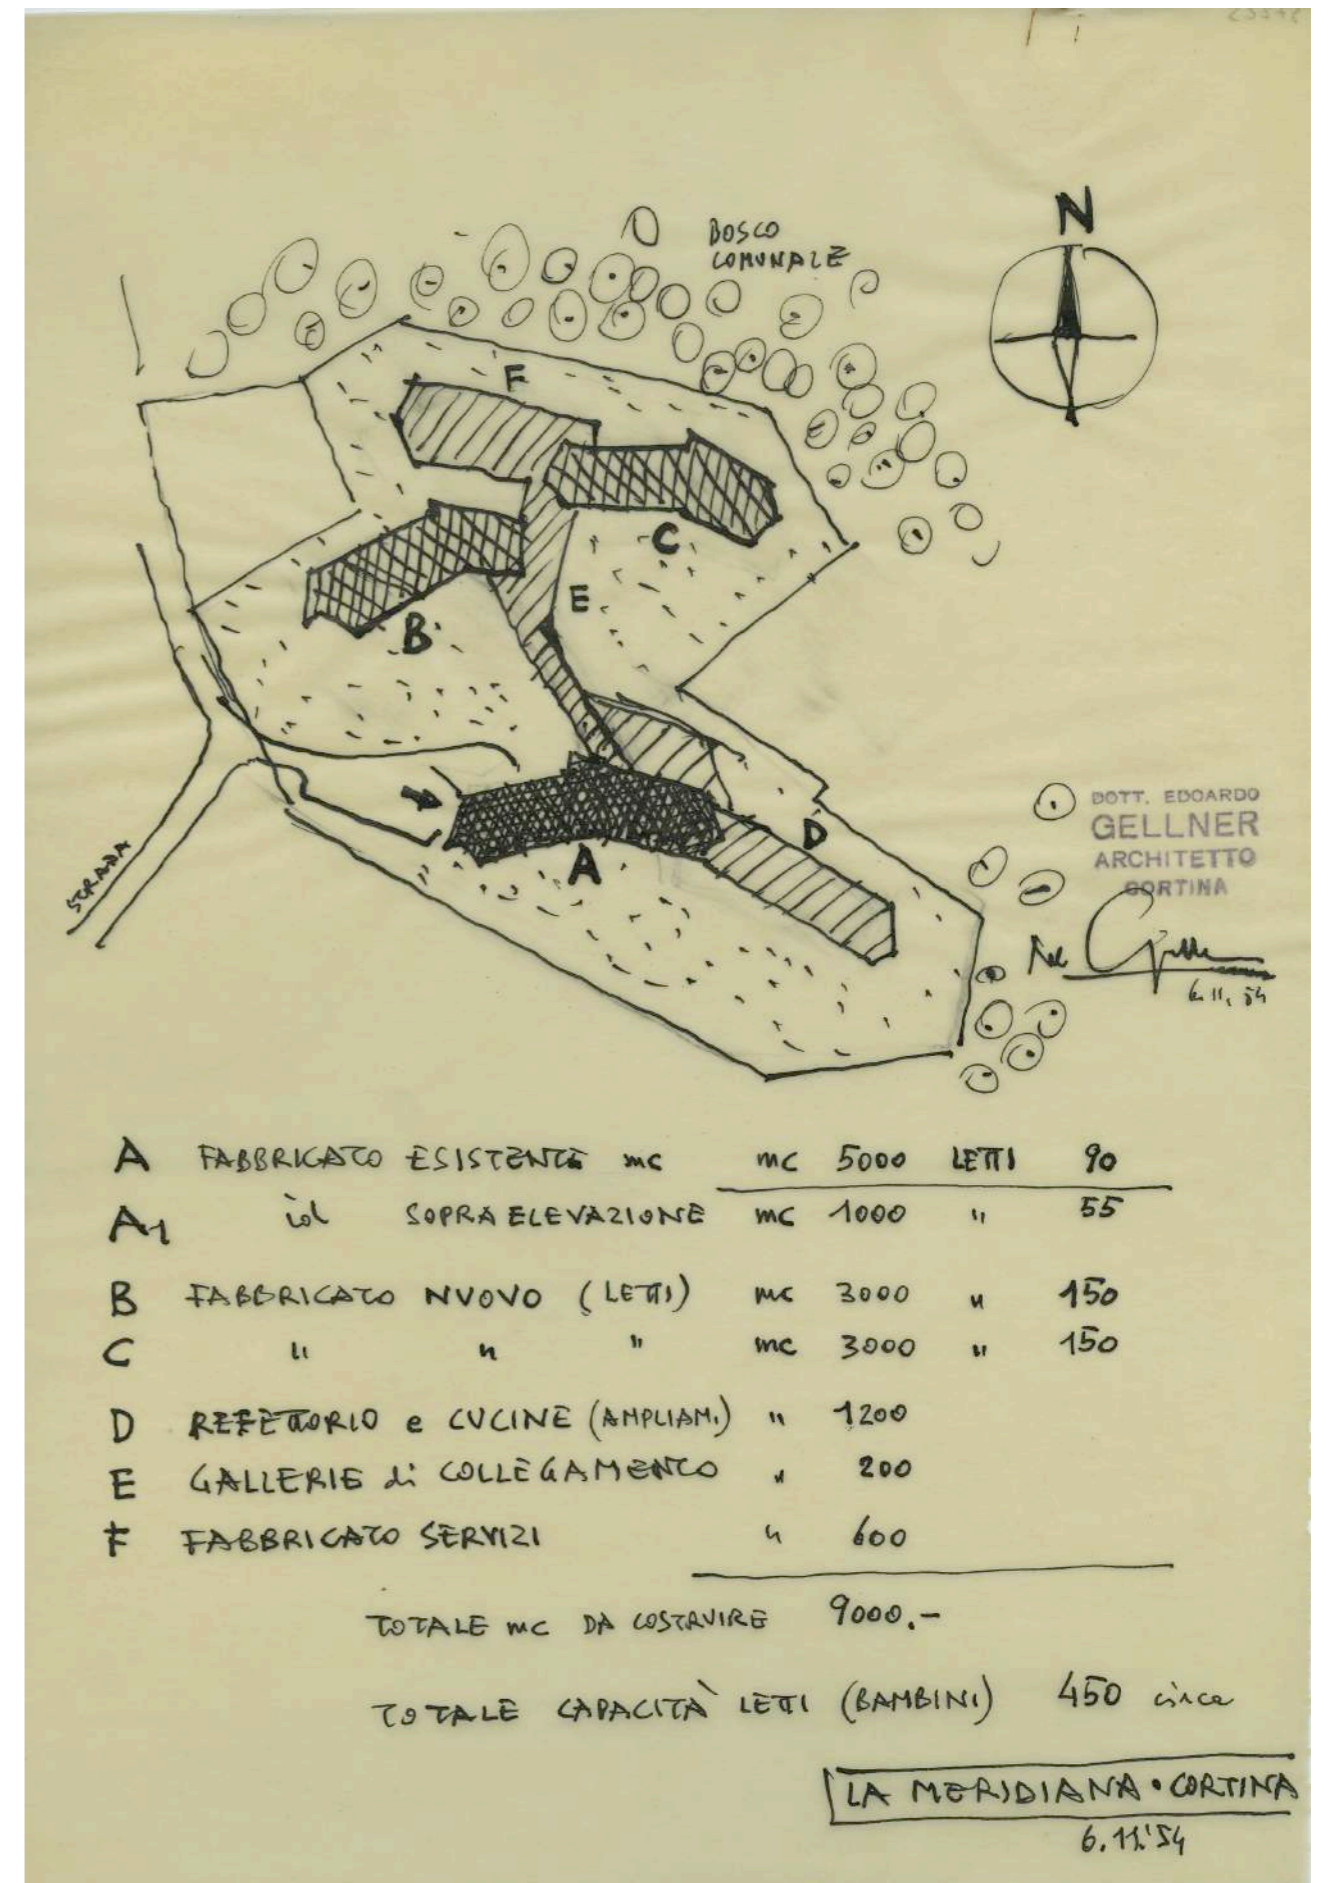 N
BOSCO
COMUNALE
F
C
E
B
D
A
STRADA
DOTT. EDOARDO
GELLNER
ARCHITETTO
CORTINA
6.11.54
A FABBRICATO ESISTENTE mc mc 5000 LETTI 90
A1 id SOPRAELEVAZIONE mc 1000 " 55
B FABBRICATO NUOVO (LETTI) mc 3000 " 150
C " " " mc 3000 " 150
D REFETTORIO e CUCINE (AMPLIAM.) " 1200
E GALLERIE di COLLEGAMENTO " 200
F FABBRICATO SERVIZI " 600
TOTALE mc DA COSTRUIRE 9000.-
TOTALE CAPACITÀ LETTI (BAMBINI) 450 circa
LA MERIDIANA • CORTINA
6.11.'54